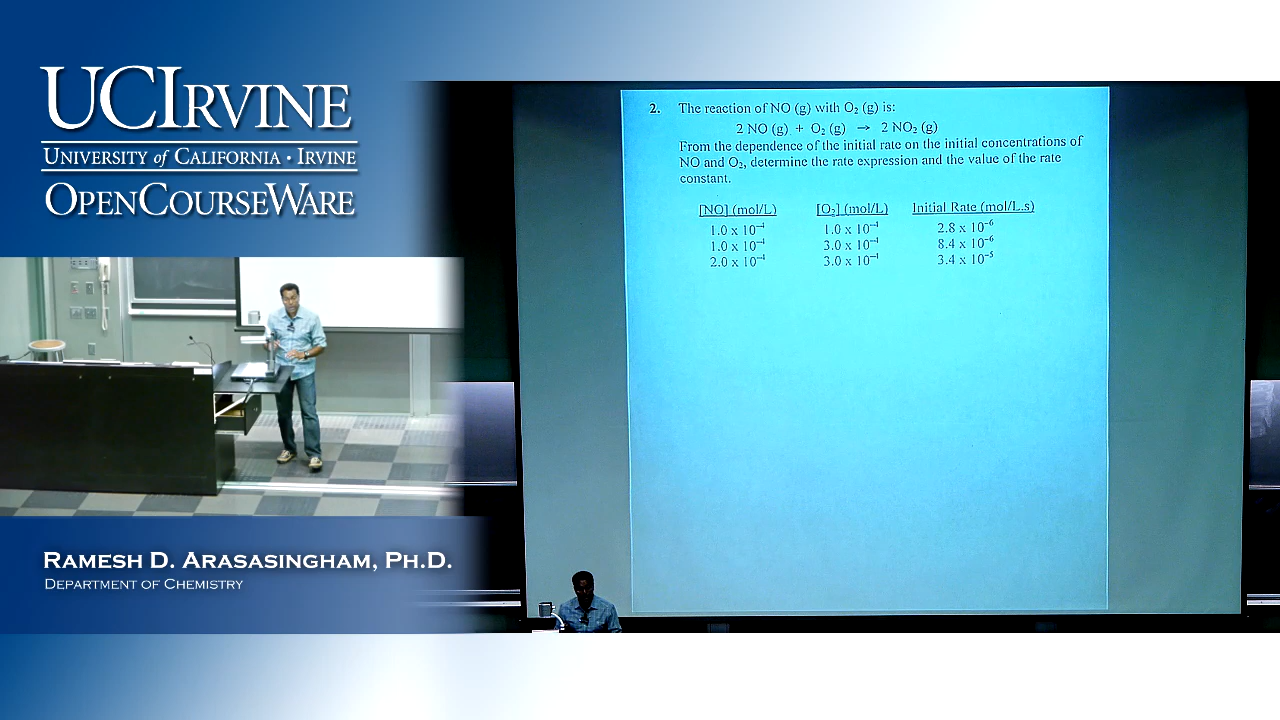 UCIRVINE
UNIVERSITY of CALIFORNIA · IRVINE
OPENCOURSEWARE
2. The reaction of NO (g) with O₂ (g) is:
2 NO (g) + O₂ (g) → 2 NO₂ (g)
From the dependence of the initial rate on the initial concentrations of
NO and O₂, determine the rate expression and the value of the rate
constant.
[NO] (mol/L) [O₂] (mol/L) Initial Rate (mol/L.s)
1.0 x 10⁻⁴ 1.0 x 10⁻¹ 2.8 x 10⁻⁶
1.0 x 10⁻⁴ 3.0 x 10⁻¹ 8.4 x 10⁻⁶
2.0 x 10⁻⁴ 3.0 x 10⁻¹ 3.4 x 10⁻⁵
RAMESH D. ARASASINGHAM, PH.D.
DEPARTMENT OF CHEMISTRY